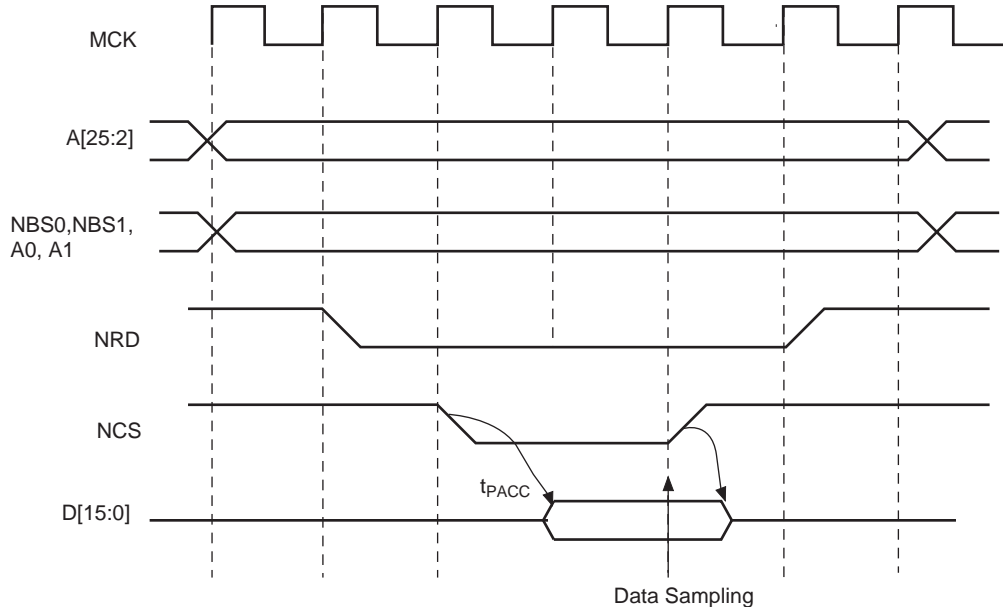 MCK
A[25:2]
NBS0,NBS1,
A0, A1
NRD
NCS
tPACC
D[15:0]
Data Sampling